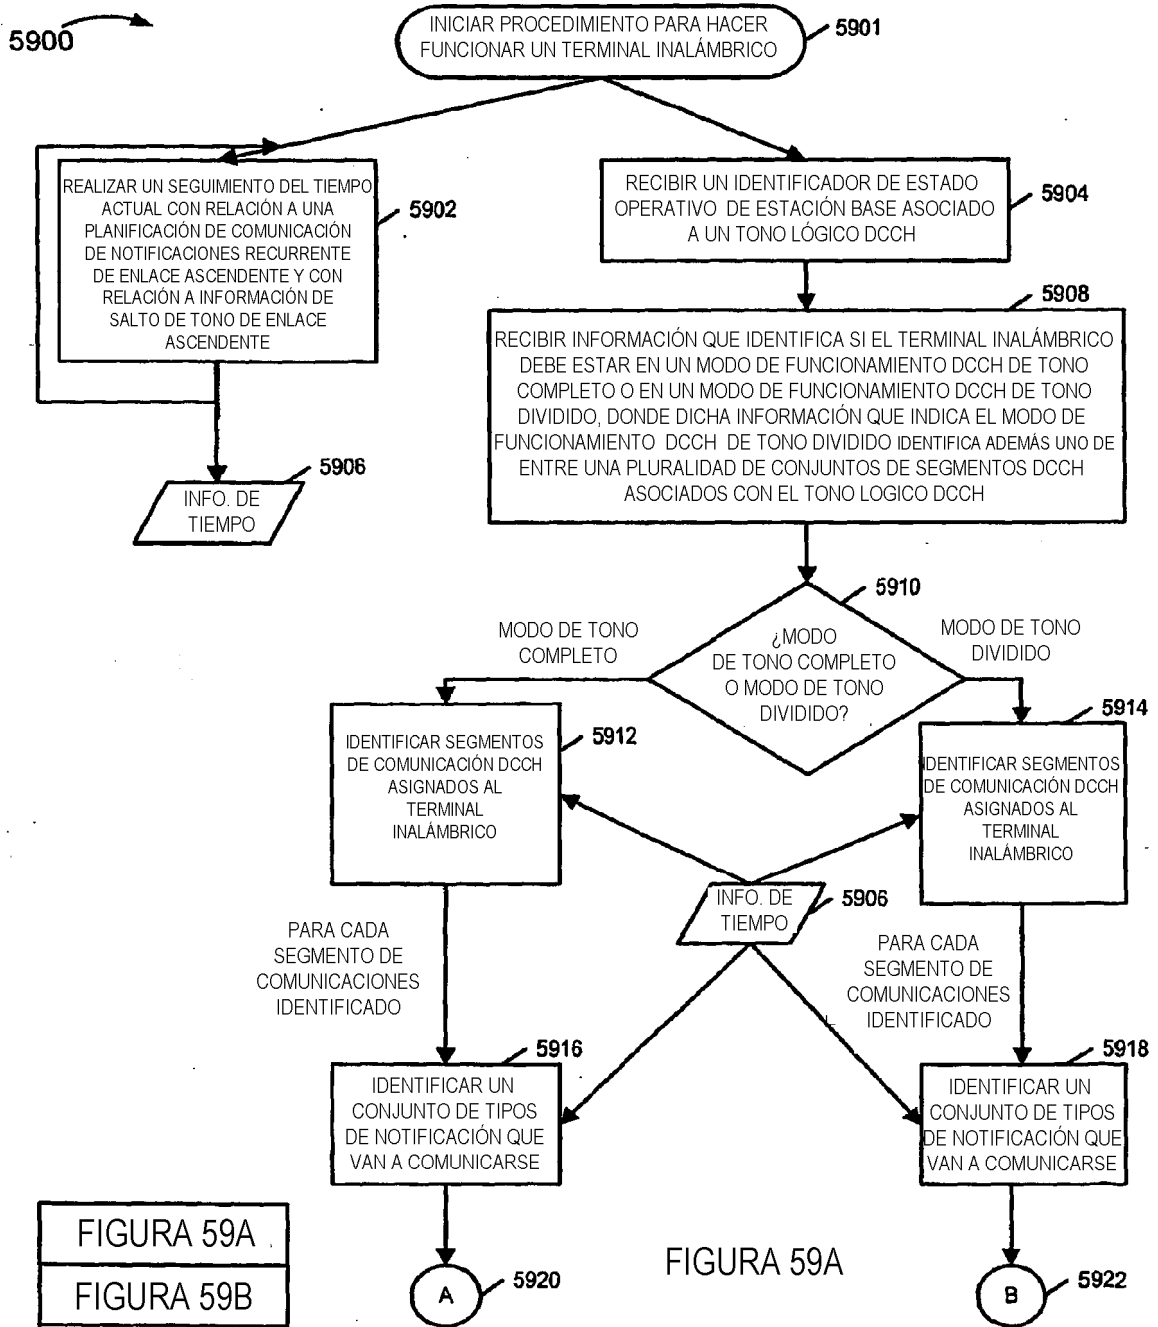 5900
INICIAR PROCEDIMIENTO PARA HACER
FUNCIONAR UN TERMINAL INALÁMBRICO
5901
REALIZAR UN SEGUIMIENTO DEL TIEMPO
ACTUAL CON RELACIÓN A UNA
PLANIFICACIÓN DE COMUNICACIÓN
DE NOTIFICACIONES RECURRENTE
DE ENLACE ASCENDENTE Y CON
RELACIÓN A INFORMACIÓN DE
SALTO DE TONO DE ENLACE
ASCENDENTE
5902
RECIBIR UN IDENTIFICADOR DE ESTADO
OPERATIVO DE ESTACIÓN BASE ASOCIADO
A UN TONO LÓGICO DCCH
5904
5906
INFO. DE
TIEMPO
5908
RECIBIR INFORMACIÓN QUE IDENTIFICA SI EL TERMINAL INALÁMBRICO
DEBE ESTAR EN UN MODO DE FUNCIONAMIENTO DCCH DE TONO
COMPLETO O EN UN MODO DE FUNCIONAMIENTO DCCH DE TONO
DIVIDIDO, DONDE DICHA INFORMACIÓN QUE INDICA EL MODO DE
FUNCIONAMIENTO DCCH DE TONO DIVIDIDO IDENTIFICA ADEMÁS UNO DE
ENTRE UNA PLURALIDAD DE CONJUNTOS DE SEGMENTOS DCCH
ASOCIADOS CON EL TONO LOGICO DCCH
5910
¿MODO
DE TONO COMPLETO
O MODO DE TONO
DIVIDIDO?
MODO DE TONO
COMPLETO
MODO DE TONO
DIVIDIDO
5912
IDENTIFICAR SEGMENTOS
DE COMUNICACIÓN DCCH
ASIGNADOS AL
TERMINAL
INALÁMBRICO
5914
IDENTIFICAR SEGMENTOS
DE COMUNICACIÓN DCCH
ASIGNADOS AL
TERMINAL
INALÁMBRICO
INFO. DE
TIEMPO
5906
PARA CADA
SEGMENTO DE
COMUNICACIONES
IDENTIFICADO
PARA CADA
SEGMENTO DE
COMUNICACIONES
IDENTIFICADO
5916
IDENTIFICAR UN
CONJUNTO DE TIPOS
DE NOTIFICACIÓN QUE
VAN A COMUNICARSE
5918
IDENTIFICAR UN
CONJUNTO DE TIPOS
DE NOTIFICACIÓN QUE
VAN A COMUNICARSE
FIGURA 59A
FIGURA 59B
A
5920
FIGURA 59A
B
5922